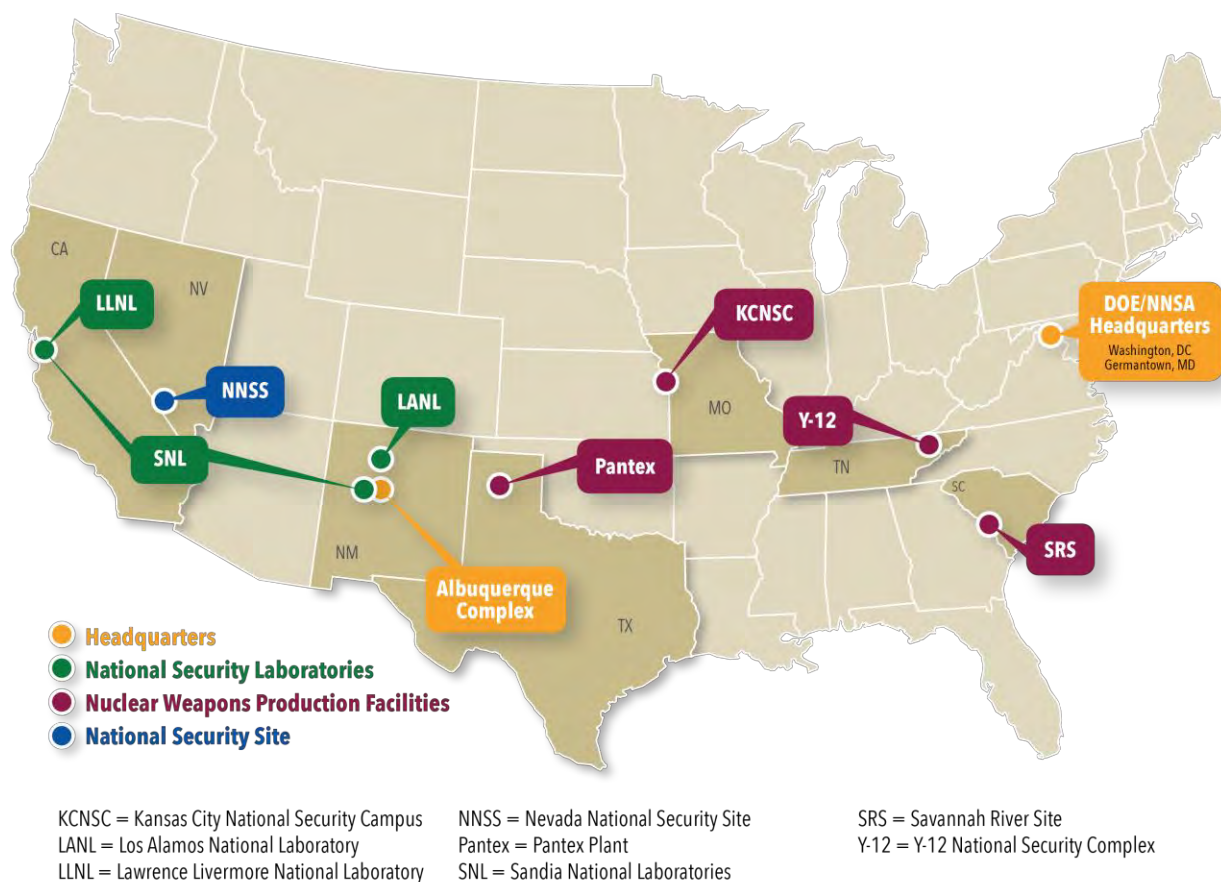 CA
NV
LLNL
NNSS
SNL
LANL
NM
Albuquerque
Complex
Pantex
TX
KCNSC
MO
Y-12
TN
SC
SRS
DOE/NNSA
Headquarters
Washington, DC
Germantown, MD
Headquarters
National Security Laboratories
Nuclear Weapons Production Facilities
National Security Site
KCNSC = Kansas City National Security Campus
LANL = Los Alamos National Laboratory
LLNL = Lawrence Livermore National Laboratory
NNSS = Nevada National Security Site
Pantex = Pantex Plant
SNL = Sandia National Laboratories
SRS = Savannah River Site
Y-12 = Y-12 National Security Complex